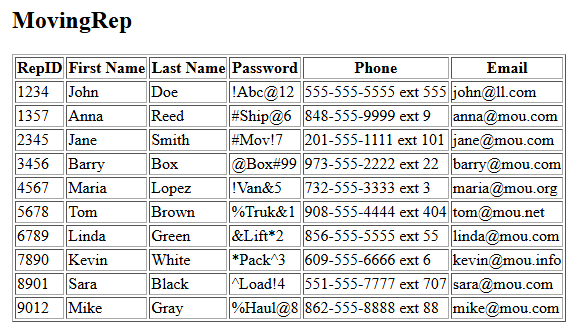 MovingRep
RepID First Name Last Name Password Phone Email
1234 John Doe !Abc@12 555-555-5555 ext 555 john@ll.com
1357 Anna Reed #Ship@6 848-555-9999 ext 9 anna@mou.com
2345 Jane Smith #Mov!7 201-555-1111 ext 101 jane@mou.com
3456 Barry Box @Box#99 973-555-2222 ext 22 barry@mou.com
4567 Maria Lopez !Van&5 732-555-3333 ext 3 maria@mou.org
5678 Tom Brown %Truk&1 908-555-4444 ext 404 tom@mou.net
6789 Linda Green &Lift*2 856-555-5555 ext 55 linda@mou.com
7890 Kevin White *Pack^3 609-555-6666 ext 6 kevin@mou.info
8901 Sara Black ^Load!4 551-555-7777 ext 707 sara@mou.com
9012 Mike Gray %Haul@8 862-555-8888 ext 88 mike@mou.com